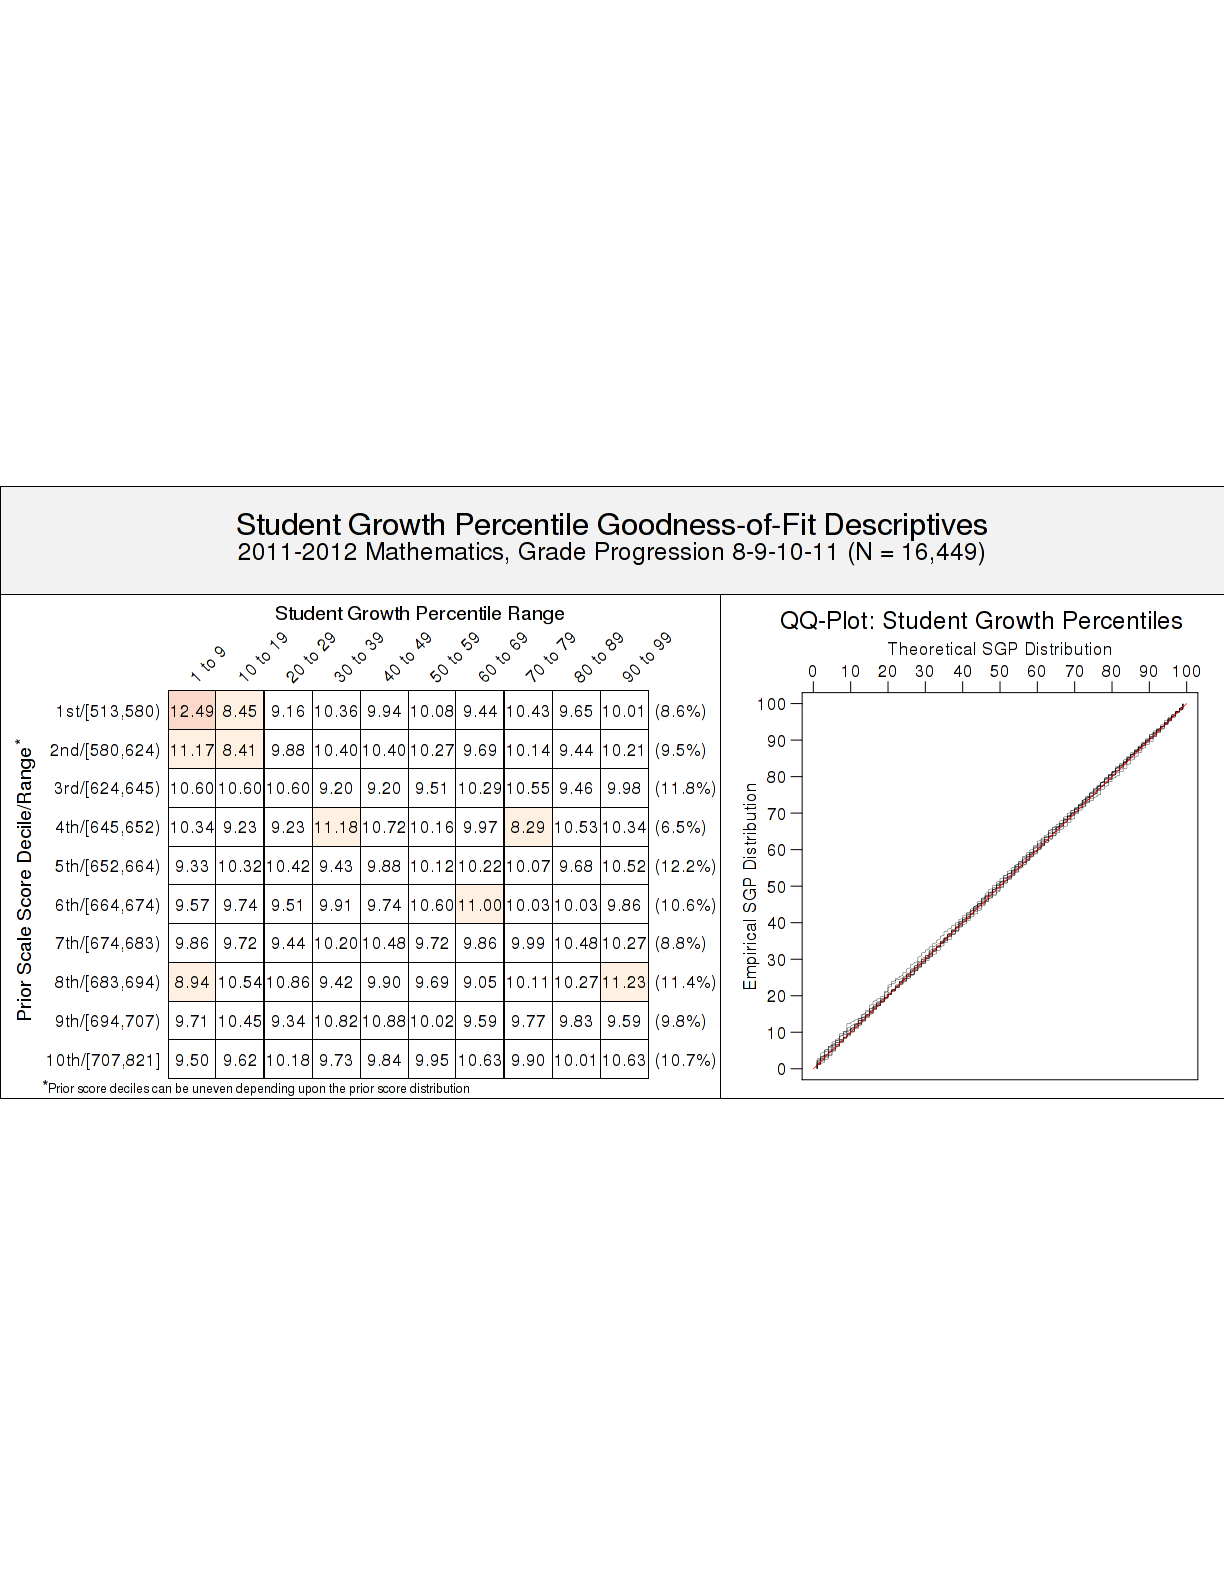 Student Growth Percentile Goodness-of-Fit Descriptives
2011-2012 Mathematics, Grade Progression 8-9-10-11 (N = 16,449)
Student Growth Percentile Range
1 to 9 10 to 19 20 to 29 30 to 39 40 to 49 50 to 59 60 to 69 70 to 79 80 to 89 90 to 99
Prior Scale Score Decile/Range*
1st/[513,580) 12.49 8.45 9.16 10.36 9.94 10.08 9.44 10.43 9.65 10.01 (8.6%)
2nd/[580,624) 11.17 8.41 9.88 10.40 10.40 10.27 9.69 10.14 9.44 10.21 (9.5%)
3rd/[624,645) 10.60 10.60 10.60 9.20 9.20 9.51 10.29 10.55 9.46 9.98 (11.8%)
4th/[645,652) 10.34 9.23 9.23 11.18 10.72 10.16 9.97 8.29 10.53 10.34 (6.5%)
5th/[652,664) 9.33 10.32 10.42 9.43 9.88 10.12 10.22 10.07 9.68 10.52 (12.2%)
6th/[664,674) 9.57 9.74 9.51 9.91 9.74 10.60 11.00 10.03 10.03 9.86 (10.6%)
7th/[674,683) 9.86 9.72 9.44 10.20 10.48 9.72 9.86 9.99 10.48 10.27 (8.8%)
8th/[683,694) 8.94 10.54 10.86 9.42 9.90 9.69 9.05 10.11 10.27 11.23 (11.4%)
9th/[694,707) 9.71 10.45 9.34 10.82 10.88 10.02 9.59 9.77 9.83 9.59 (9.8%)
10th/[707,821] 9.50 9.62 10.18 9.73 9.84 9.95 10.63 9.90 10.01 10.63 (10.7%)
*Prior score deciles can be uneven depending upon the prior score distribution
QQ-Plot: Student Growth Percentiles
Theoretical SGP Distribution
0 10 20 30 40 50 60 70 80 90 100
Empirical SGP Distribution
100
90
80
70
60
50
40
30
20
10
0